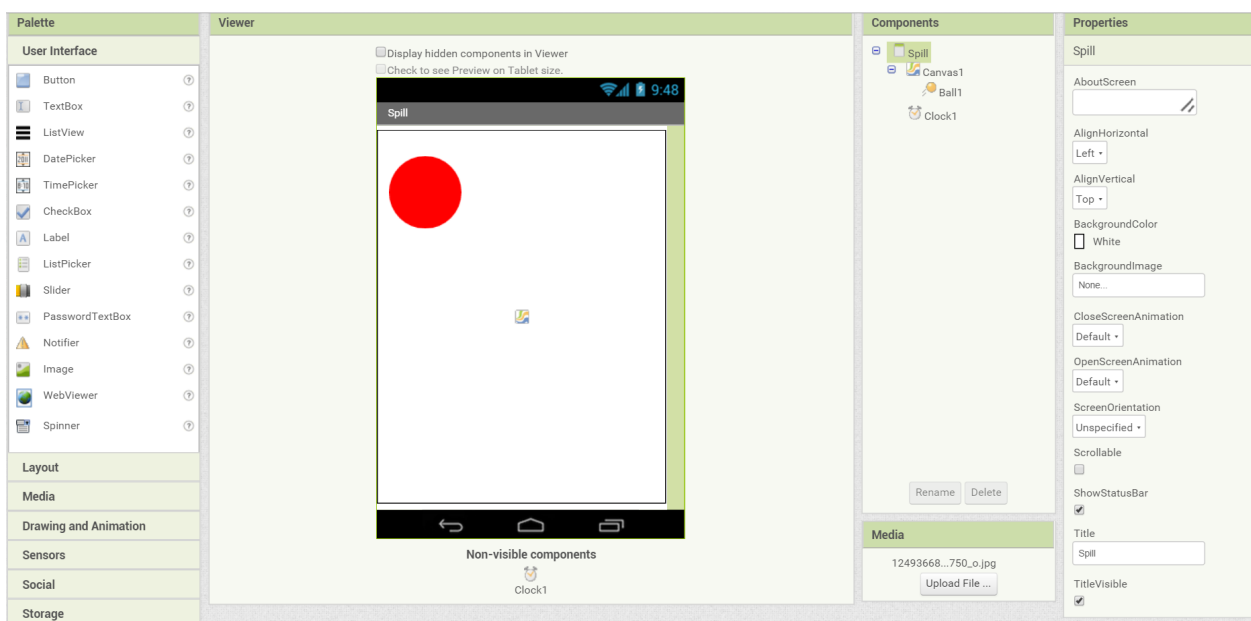 Palette
User Interface
Button
TextBox
ListView
DatePicker
TimePicker
CheckBox
Label
ListPicker
Slider
PasswordTextBox
Notifier
Image
WebViewer
Spinner
Layout
Media
Drawing and Animation
Sensors
Social
Storage
Viewer
Display hidden components in Viewer
Check to see Preview on Tablet size.
9:48
Spill
Non-visible components
Clock1
Components
Spill
Canvas1
Ball1
Clock1
Rename Delete
Media
12493668...750_o.jpg
Upload File ...
Properties
Spill
AboutScreen
AlignHorizontal
Left
AlignVertical
Top
BackgroundColor
White
BackgroundImage
None...
CloseScreenAnimation
Default
OpenScreenAnimation
Default
ScreenOrientation
Unspecified
Scrollable
ShowStatusBar
Title
Spill
TitleVisible